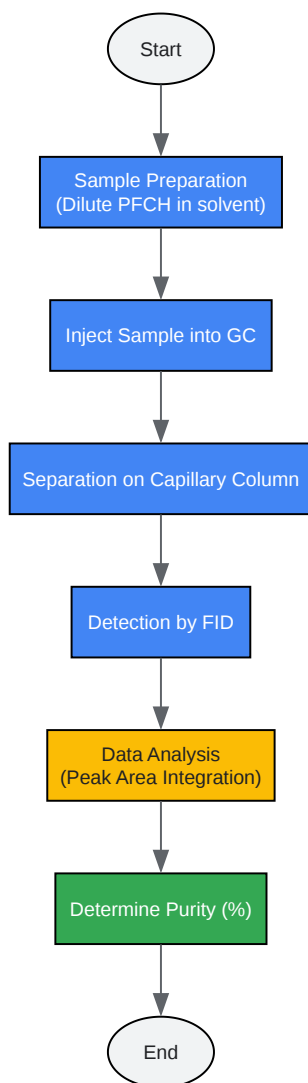 Start
Sample Preparation
(Dilute PFCH in solvent)
Inject Sample into GC
Separation on Capillary Column
Detection by FID
Data Analysis
(Peak Area Integration)
Determine Purity (%)
End